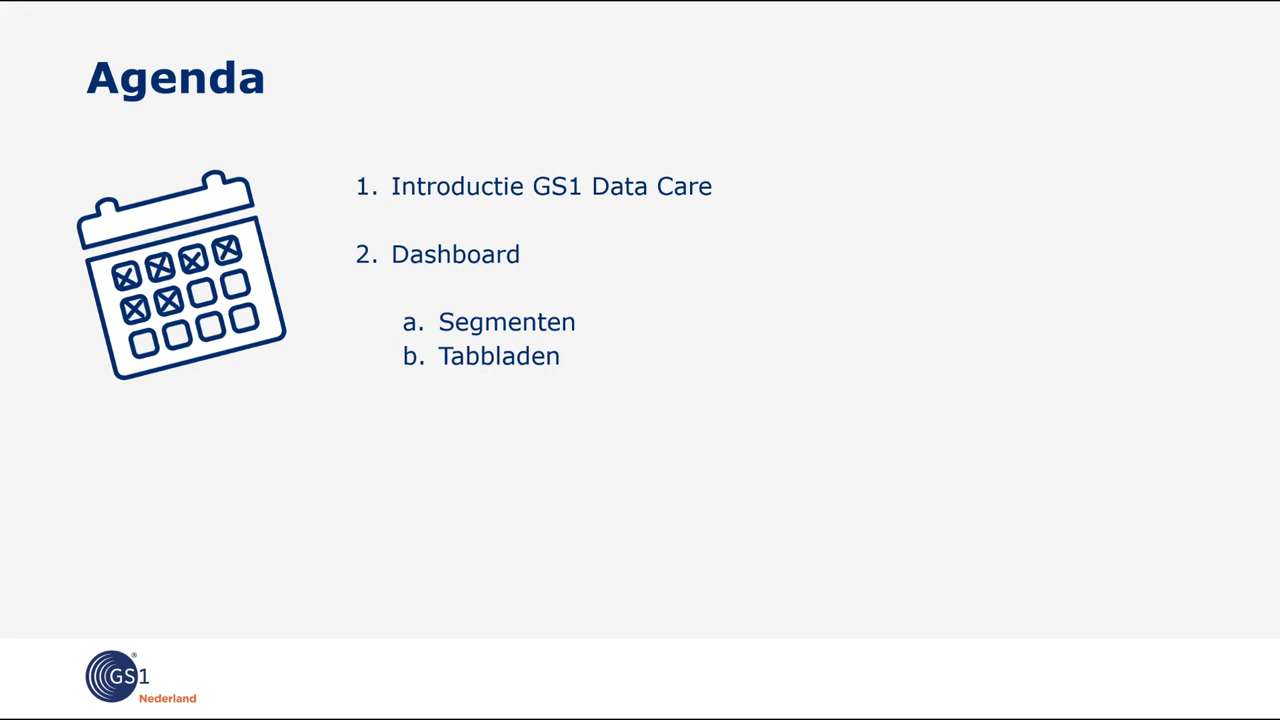 Agenda
1. Introductie GS1 Data Care
2. Dashboard
a. Segmenten
b. Tabbladen
GS1 ®
Nederland